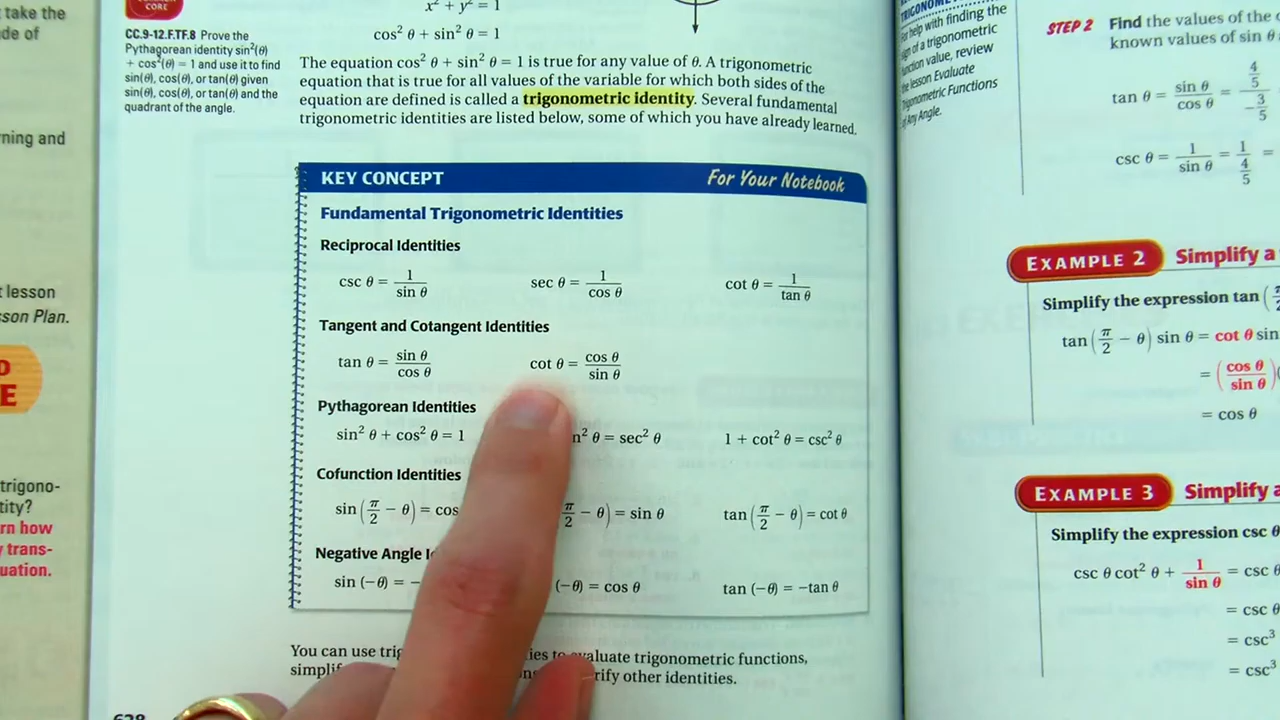 take the
de of
rning and
lesson
sson Plan.
trigono-
tity?
rn how
trans-
uation.
CORE
CC.9-12.F.TF.8 Prove the
Pythagorean identity sin²(θ)
+ cos²(θ) = 1 and use it to find
sin(θ), cos(θ), or tan(θ) given
sin(θ), cos(θ), or tan(θ) and the
quadrant of the angle.
x² + y² = 1
cos² θ + sin² θ = 1
The equation cos² θ + sin² θ = 1 is true for any value of θ. A trigonometric
equation that is true for all values of the variable for which both sides of the
equation are defined is called a trigonometric identity. Several fundamental
trigonometric identities are listed below, some of which you have already learned.
KEY CONCEPT For Your Notebook
Fundamental Trigonometric Identities
Reciprocal Identities
csc θ = 1/sin θ sec θ = 1/cos θ cot θ = 1/tan θ
Tangent and Cotangent Identities
tan θ = sin θ/cos θ cot θ = cos θ/sin θ
Pythagorean Identities
sin² θ + cos² θ = 1 n² θ = sec² θ 1 + cot² θ = csc² θ
Cofunction Identities
sin(π/2 − θ) = cos π/2 − θ) = sin θ tan(π/2 − θ) = cot θ
Negative Angle I
sin (−θ) = − (−θ) = cos θ tan (−θ) = −tan θ
You can use trig ies to evaluate trigonometric functions,
simplif rify other identities.
628
TRIGONOM
For help with finding the
of a trigonometric
function value, review
the lesson Evaluate
Trigonometric Functions
of Any Angle.
STEP 2 Find the values of the
known values of sin θ
tan θ = sin θ/cos θ = 4/5/−3/5
csc θ = 1/sin θ = 1/4/5 =
EXAMPLE 2 Simplify a
Simplify the expression tan (π/2
tan(π/2 − θ) sin θ = cot θ sin
= (cos θ/sin θ)(
= cos θ
EXAMPLE 3 Simplify a
Simplify the expression csc θ
csc θ cot² θ + 1/sin θ = csc θ
= csc θ
= csc³
= csc³